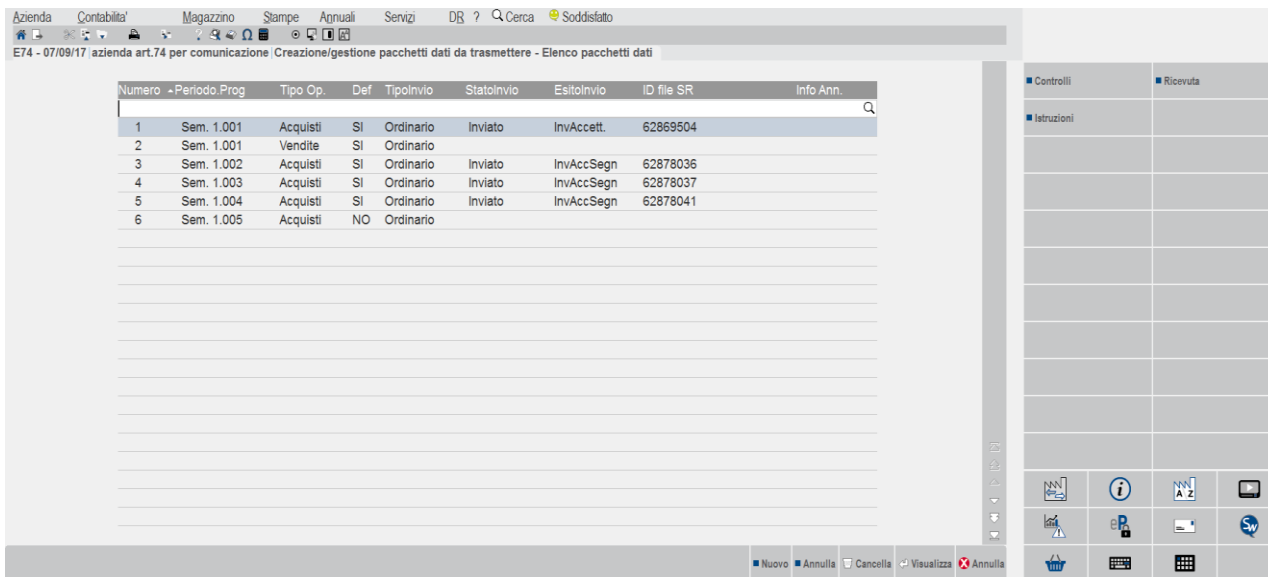 Azienda Contabilita' Magazzino Stampe Annuali Servizi DR ? Cerca Soddisfatto
E74 - 07/09/17 azienda art.74 per comunicazione Creazione/gestione pacchetti dati da trasmettere - Elenco pacchetti dati
Numero Periodo.Prog Tipo Op. Def TipoInvio StatoInvio EsitoInvio ID file SR Info Ann.
1 Sem. 1.001 Acquisti SI Ordinario Inviato InvAccett. 62869504
2 Sem. 1.001 Vendite SI Ordinario
3 Sem. 1.002 Acquisti SI Ordinario Inviato InvAccSegn 62878036
4 Sem. 1.003 Acquisti SI Ordinario Inviato InvAccSegn 62878037
5 Sem. 1.004 Acquisti SI Ordinario Inviato InvAccSegn 62878041
6 Sem. 1.005 Acquisti NO Ordinario
Controlli Ricevuta
Istruzioni
A Z
eP Sw
Nuovo Annulla Cancella Visualizza Annulla